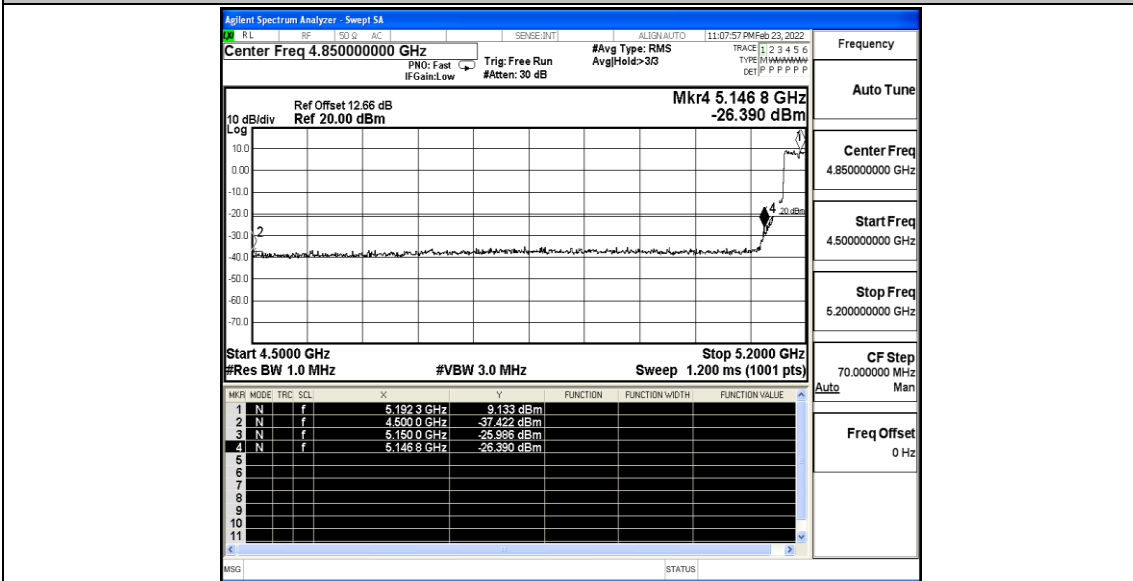 Agilent Spectrum Analyzer - Swept SA
RL RF 50 Ω AC SENSE:INT ALIGNAUTO 11:07:57 PM Feb 23, 2022
Center Freq 4.850000000 GHz
PNO: Fast
IFGain:Low
Trig: Free Run
#Atten: 30 dB
#Avg Type: RMS
Avg|Hold:>3/3
TRACE 1 2 3 4 5 6
TYPE M
DET P P P P P P
Ref Offset 12.66 dB
Ref 20.00 dBm
10 dB/div
Log
Mkr4 5.146 8 GHz
-26.390 dBm
10.0
0.00
-10.0
-20.0
-30.0
-40.0
-50.0
-60.0
-70.0
1
2
4
Start 4.5000 GHz
Stop 5.2000 GHz
#Res BW 1.0 MHz
#VBW 3.0 MHz
Sweep 1.200 ms (1001 pts)
MKR MODE TRC SCL X Y FUNCTION FUNCTION WIDTH FUNCTION VALUE
1 N f 5.192 3 GHz 9.133 dBm
2 N f 4.500 0 GHz -37.422 dBm
3 N f 5.150 0 GHz -25.986 dBm
4 N f 5.146 8 GHz -26.390 dBm
5
6
7
8
9
10
11
MSG
STATUS
Frequency
Auto Tune
Center Freq
4.850000000 GHz
Start Freq
4.500000000 GHz
Stop Freq
5.200000000 GHz
CF Step
70.000000 MHz
Auto Man
Freq Offset
0 Hz